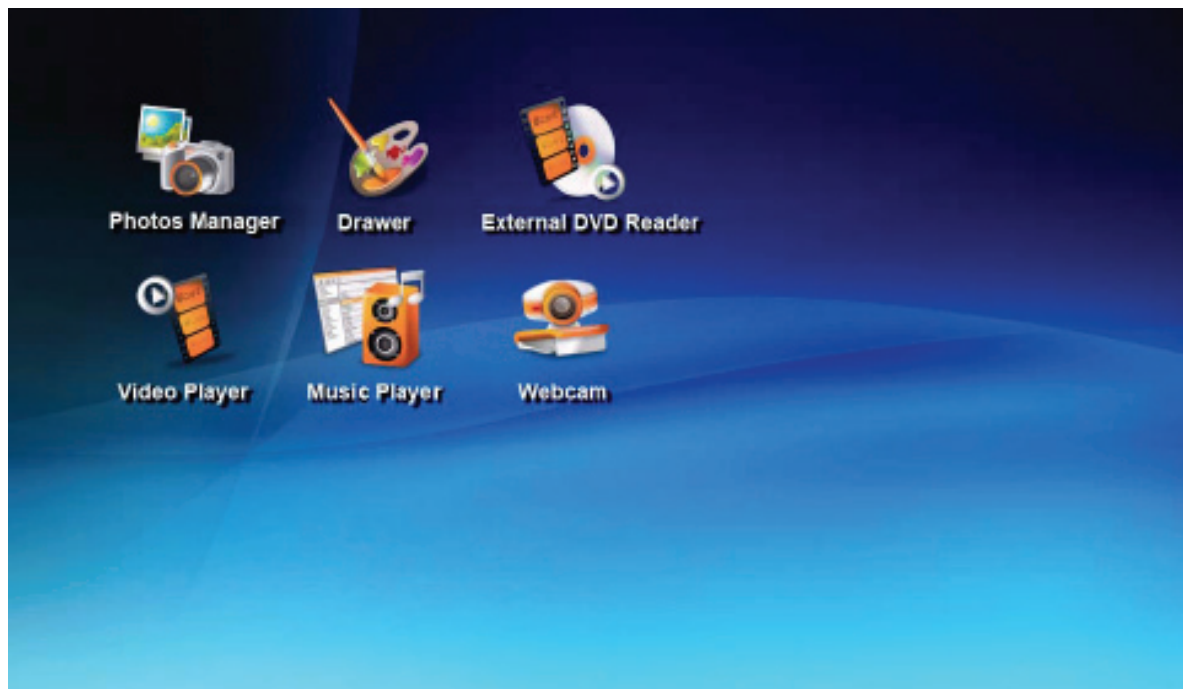 Photos Manager
Drawer
External DVD Reader
Video Player
Music Player
Webcam